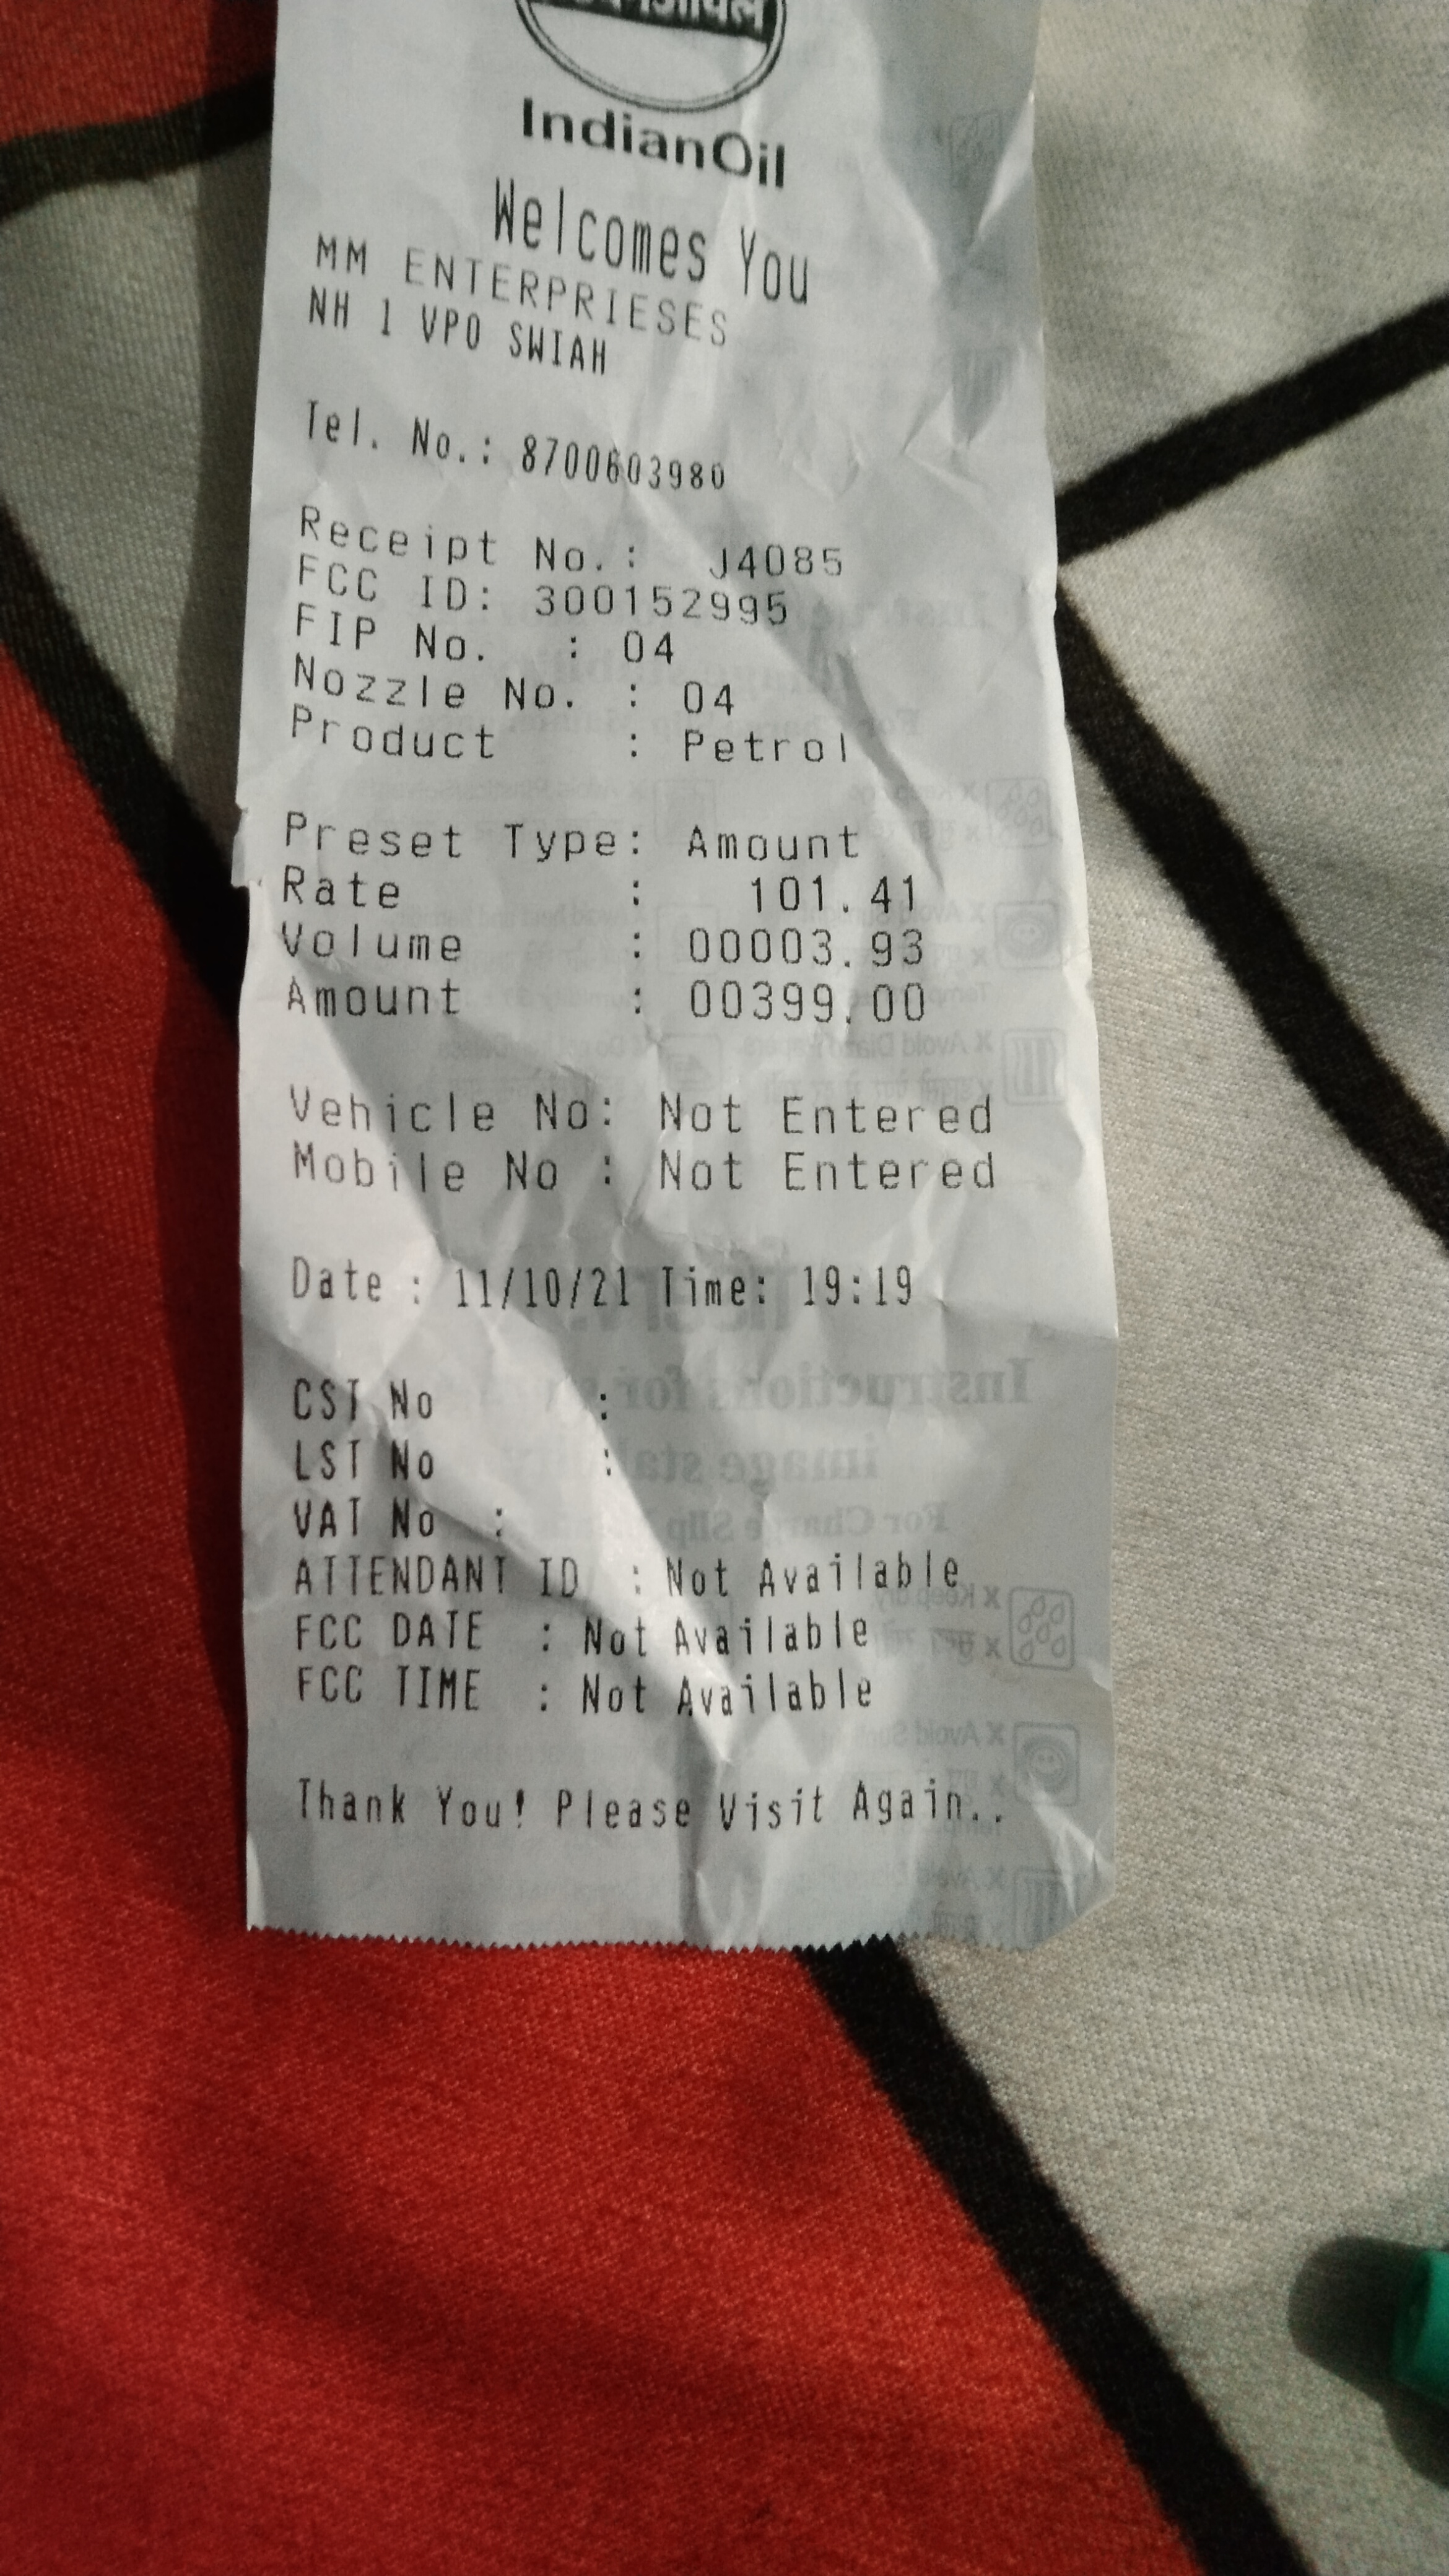 IndianOil
Welcomes You
MM ENTERPRIESES
NH 1 VPO SWIAH
Tel. No.: 8700603980
Receipt No.: J4085
FCC ID: 300152995
FIP No. : 04
Nozzle No. : 04
Product : Petrol
Preset Type: Amount
Rate : 101.41
Volume : 00003.93
Amount : 00399.00
Vehicle No: Not Entered
Mobile No : Not Entered
Date : 11/10/21 Time: 19:19
CST No :
LST No :
VAT No :
ATTENDANT ID : Not Available
FCC DATE : Not Available
FCC TIME : Not Available
Thank You! Please Visit Again..